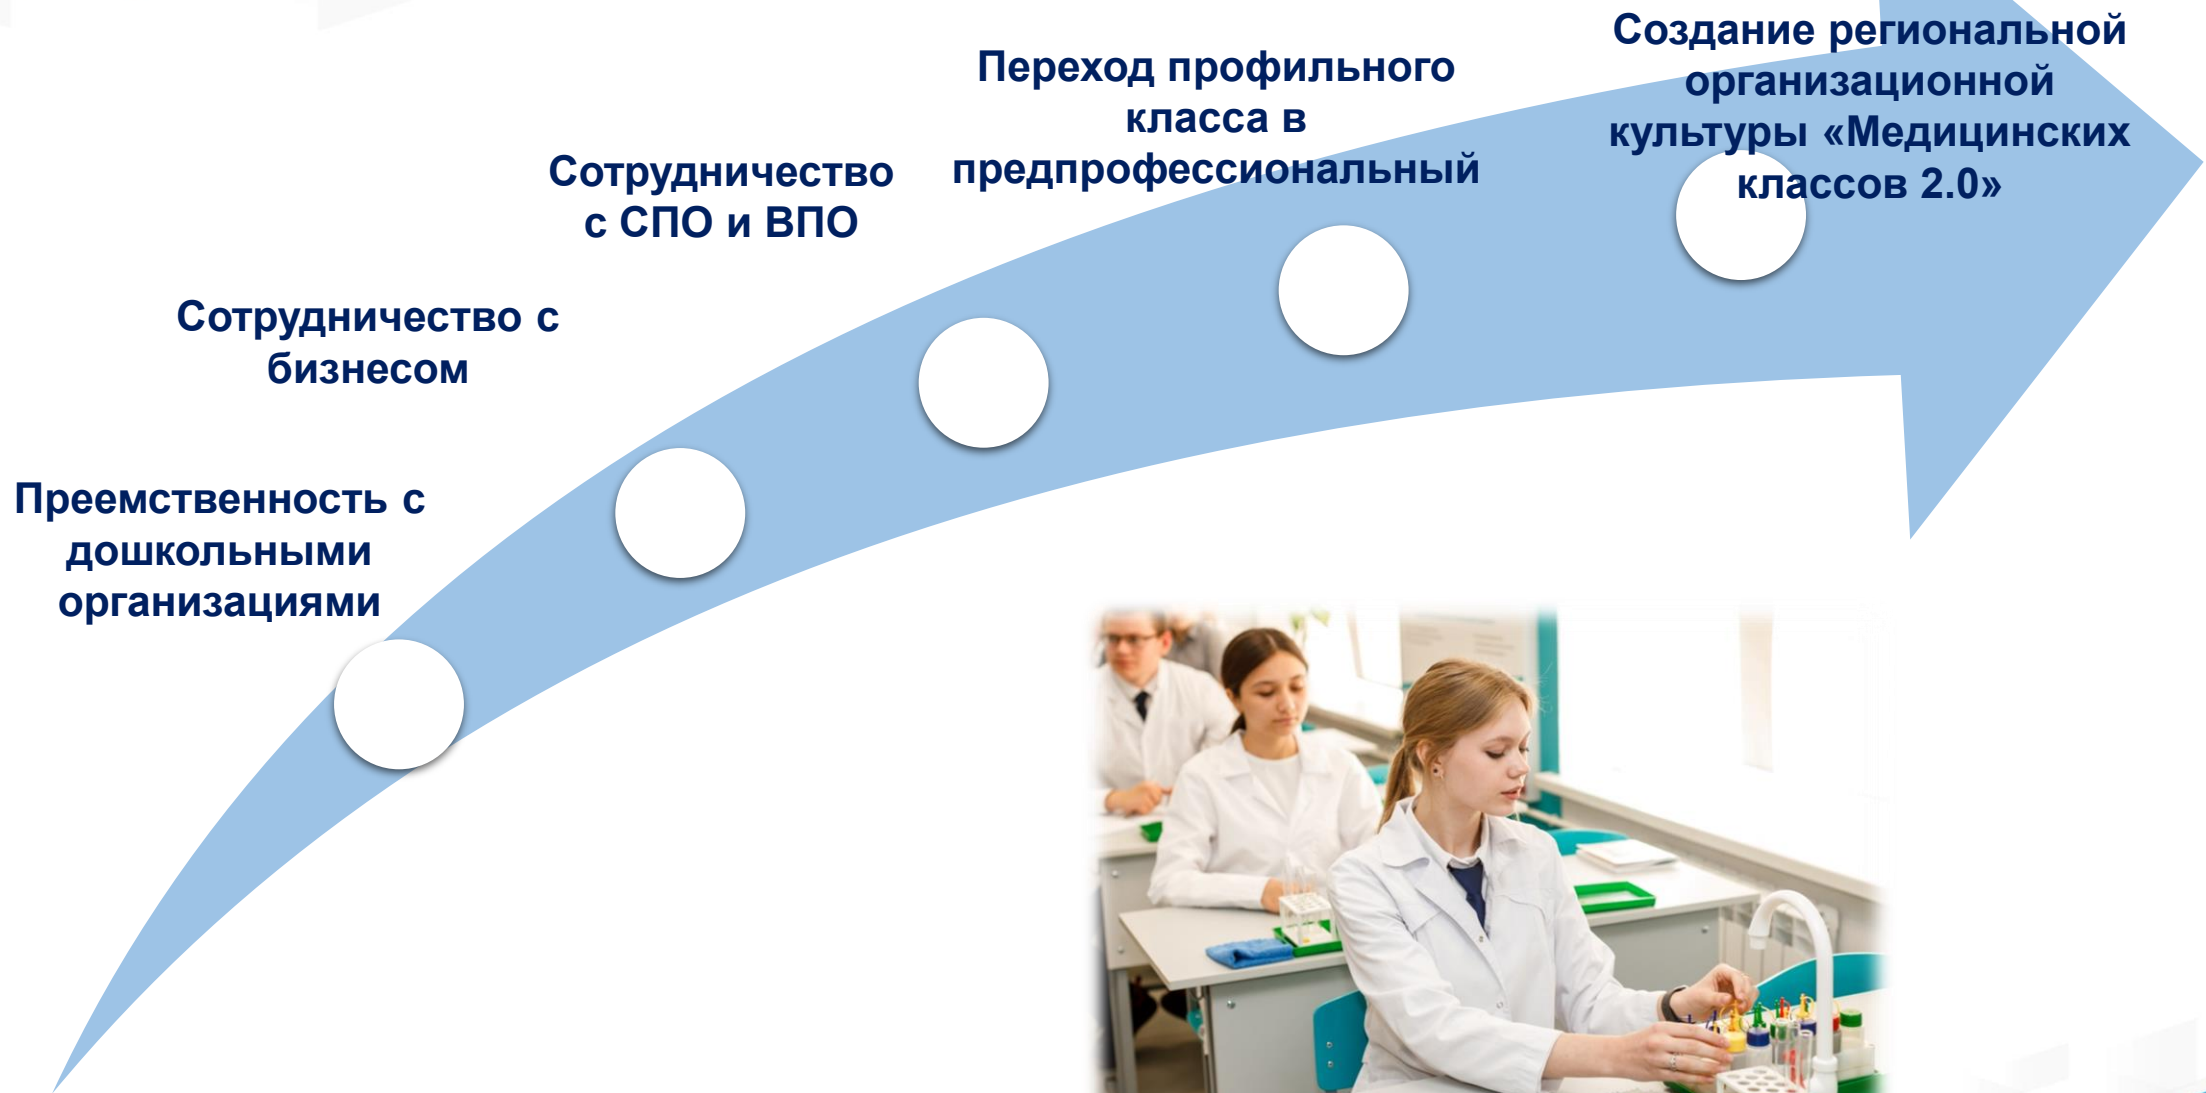 Преемственность с
дошкольными
организациями
Сотрудничество с
бизнесом
Сотрудничество
с СПО и ВПО
Переход профильного
класса в
предпрофессиональный
Создание региональной
организационной
культуры «Медицинских
классов 2.0»